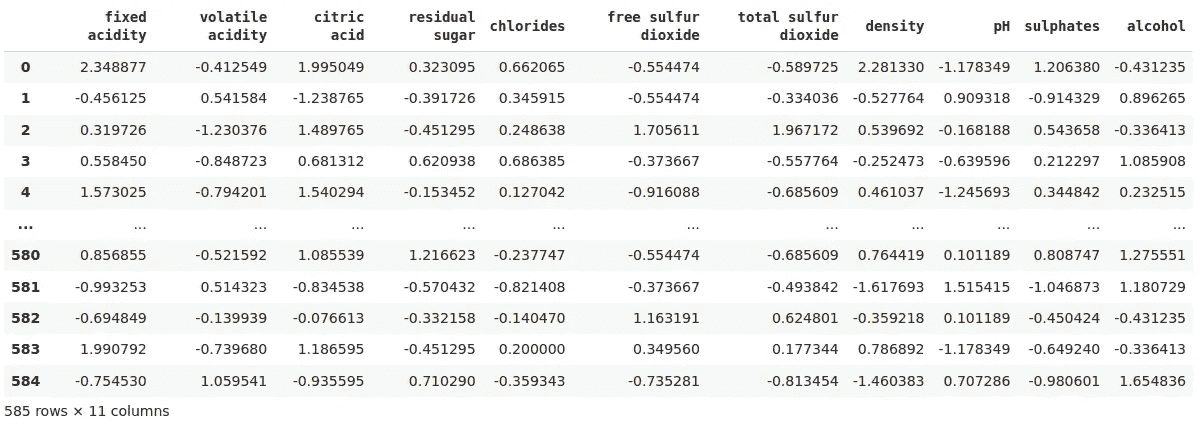 fixed acidity volatile acidity citric acid residual sugar chlorides free sulfur dioxide total sulfur dioxide density pH sulphates alcohol
0 2.348877 -0.412549 1.995049 0.323095 0.662065 -0.554474 -0.589725 2.281330 -1.178349 1.206380 -0.431235
1 -0.456125 0.541584 -1.238765 -0.391726 0.345915 -0.554474 -0.334036 -0.527764 0.909318 -0.914329 0.896265
2 0.319726 -1.230376 1.489765 -0.451295 0.248638 1.705611 1.967172 0.539692 -0.168188 0.543658 -0.336413
3 0.558450 -0.848723 0.681312 0.620938 0.686385 -0.373667 -0.557764 -0.252473 -0.639596 0.212297 1.085908
4 1.573025 -0.794201 1.540294 -0.153452 0.127042 -0.916088 -0.685609 0.461037 -1.245693 0.344842 0.232515
... ... ... ... ... ... ... ... ... ... ... ...
580 0.856855 -0.521592 1.085539 1.216623 -0.237747 -0.554474 -0.685609 0.764419 0.101189 0.808747 1.275551
581 -0.993253 0.514323 -0.834538 -0.570432 -0.821408 -0.373667 -0.493842 -1.617693 1.515415 -1.046873 1.180729
582 -0.694849 -0.139939 -0.076613 -0.332158 -0.140470 1.163191 0.624801 -0.359218 0.101189 -0.450424 -0.431235
583 1.990792 -0.739680 1.186595 -0.451295 0.200000 0.349560 0.177344 0.786892 -1.178349 -0.649240 -0.336413
584 -0.754530 1.059541 -0.935595 0.710290 -0.359343 -0.735281 -0.813454 -1.460383 0.707286 -0.980601 1.654836
585 rows × 11 columns